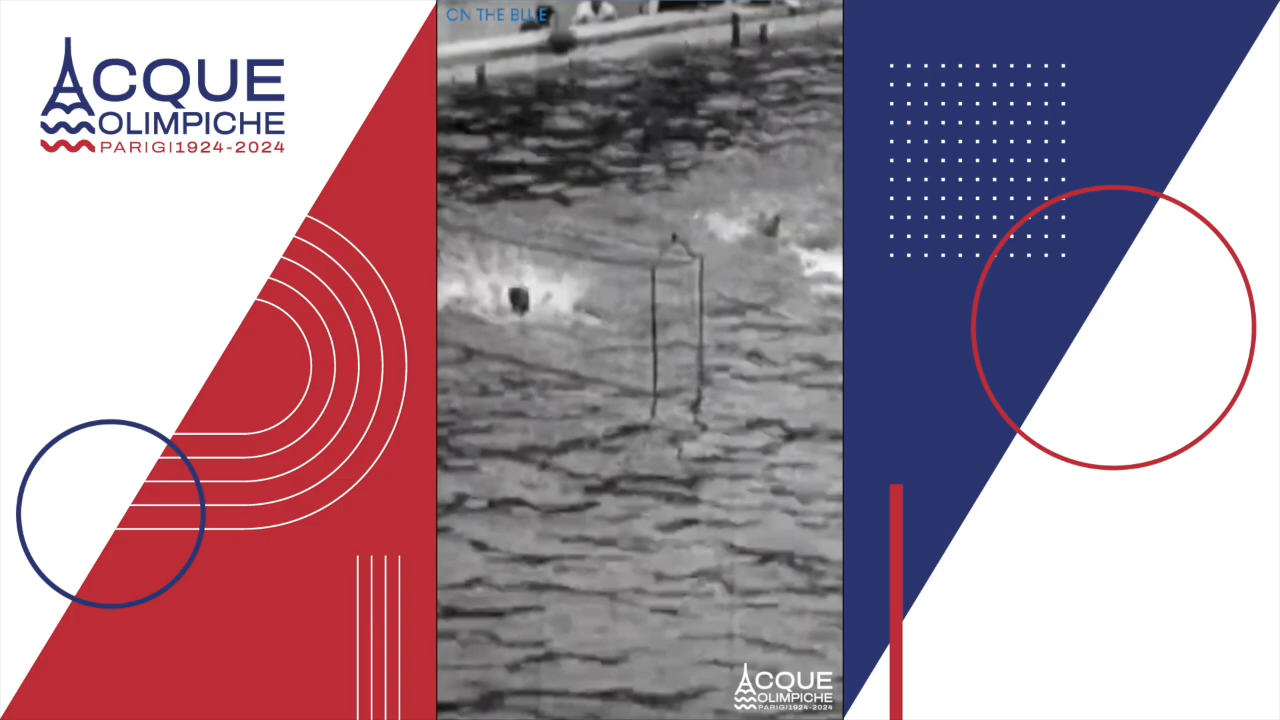 ACQUE
OLIMPICHE
PARIGI 1924-2024
ON THE BLUE
ACQUE
OLIMPICHE
PARIGI 1924-2024